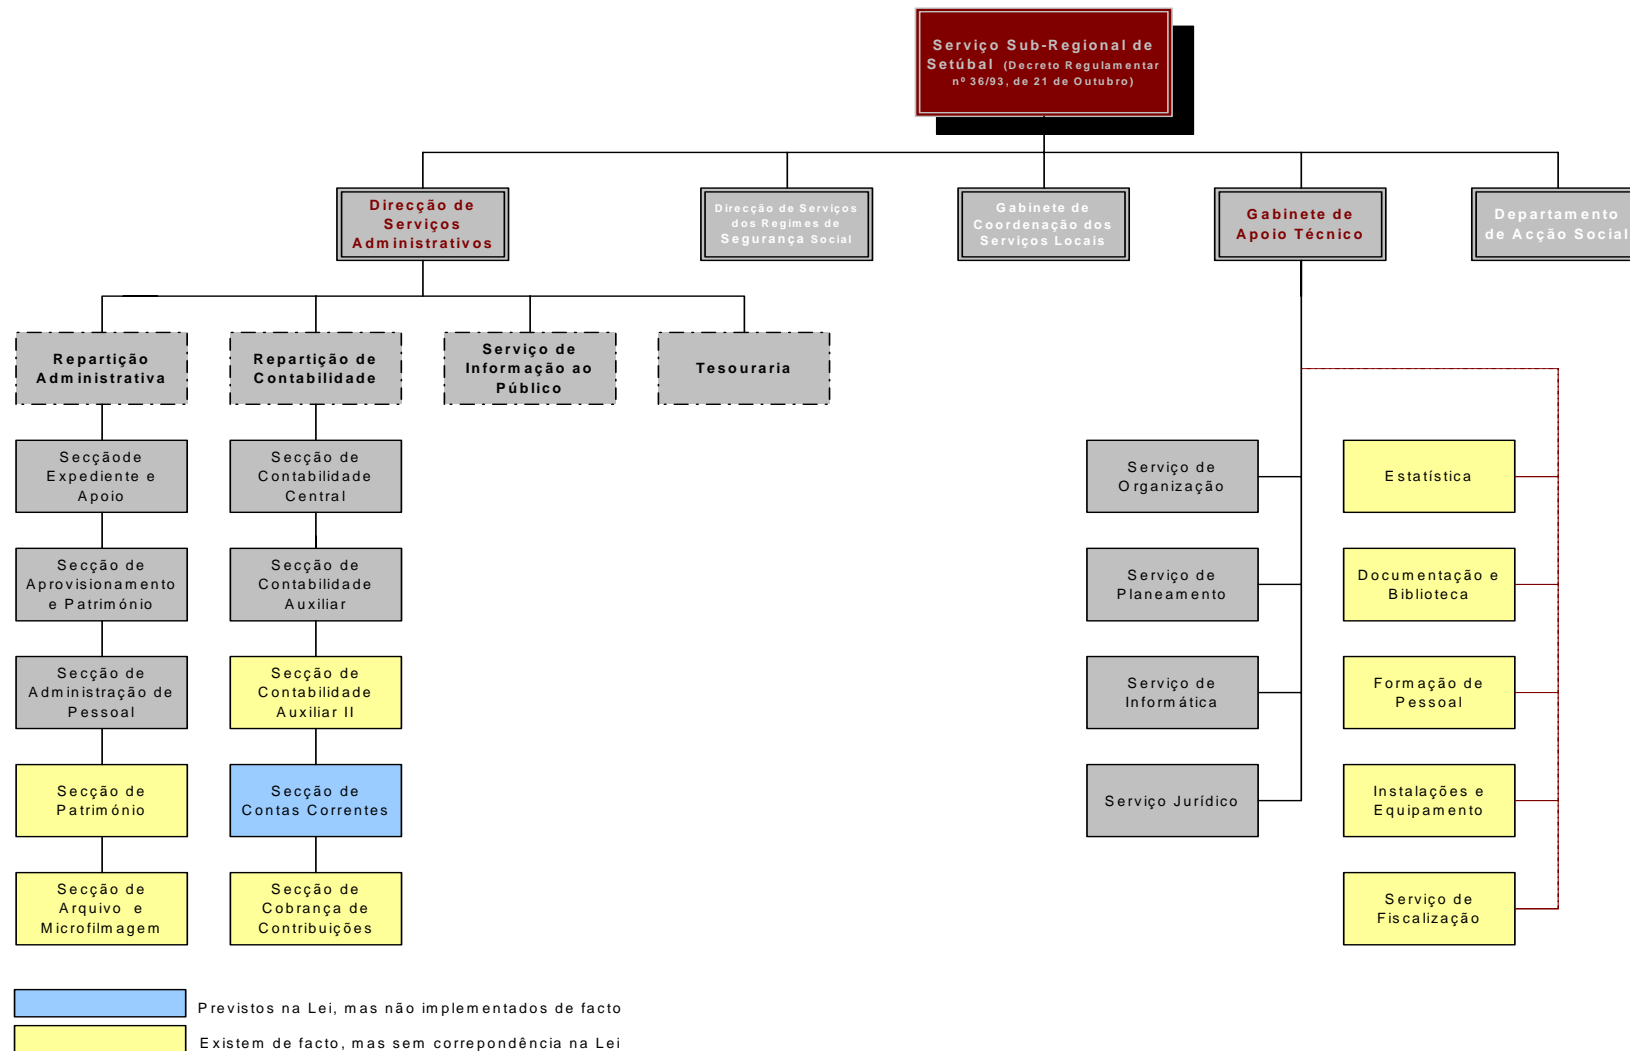 Serviço Sub-Regional de
Setúbal (Decreto Regulamentar
nº 36/93, de 21 de Outubro)
Direcção de
Serviços
Administrativos
Direcção de Serviços
dos Regimes de
Segurança Social
Gabinete de
Coordenação dos
Serviços Locais
Gabinete de
Apoio Técnico
Departamento
de Acção Social
Repartição
Administrativa
Repartição de
Contabilidade
Serviço de
Informação ao
Público
Tesouraria
Secçãode
Expediente e
Apoio
Secção de
Contabilidade
Central
Serviço de
Organização
Estatística
Secção de
Aprovisionamento
e Património
Secção de
Contabilidade
Auxiliar
Serviço de
Planeamento
Documentação e
Biblioteca
Secção de
Administração de
Pessoal
Secção de
Contabilidade
Auxiliar II
Serviço de
Informática
Formação de
Pessoal
Secção de
Património
Secção de
Contas Correntes
Serviço Jurídico
Instalações e
Equipamento
Secção de
Arquivo e
Microfilmagem
Secção de
Cobrança de
Contribuições
Serviço de
Fiscalização
Previstos na Lei, mas não implementados de facto
Existem de facto, mas sem correpondência na Lei